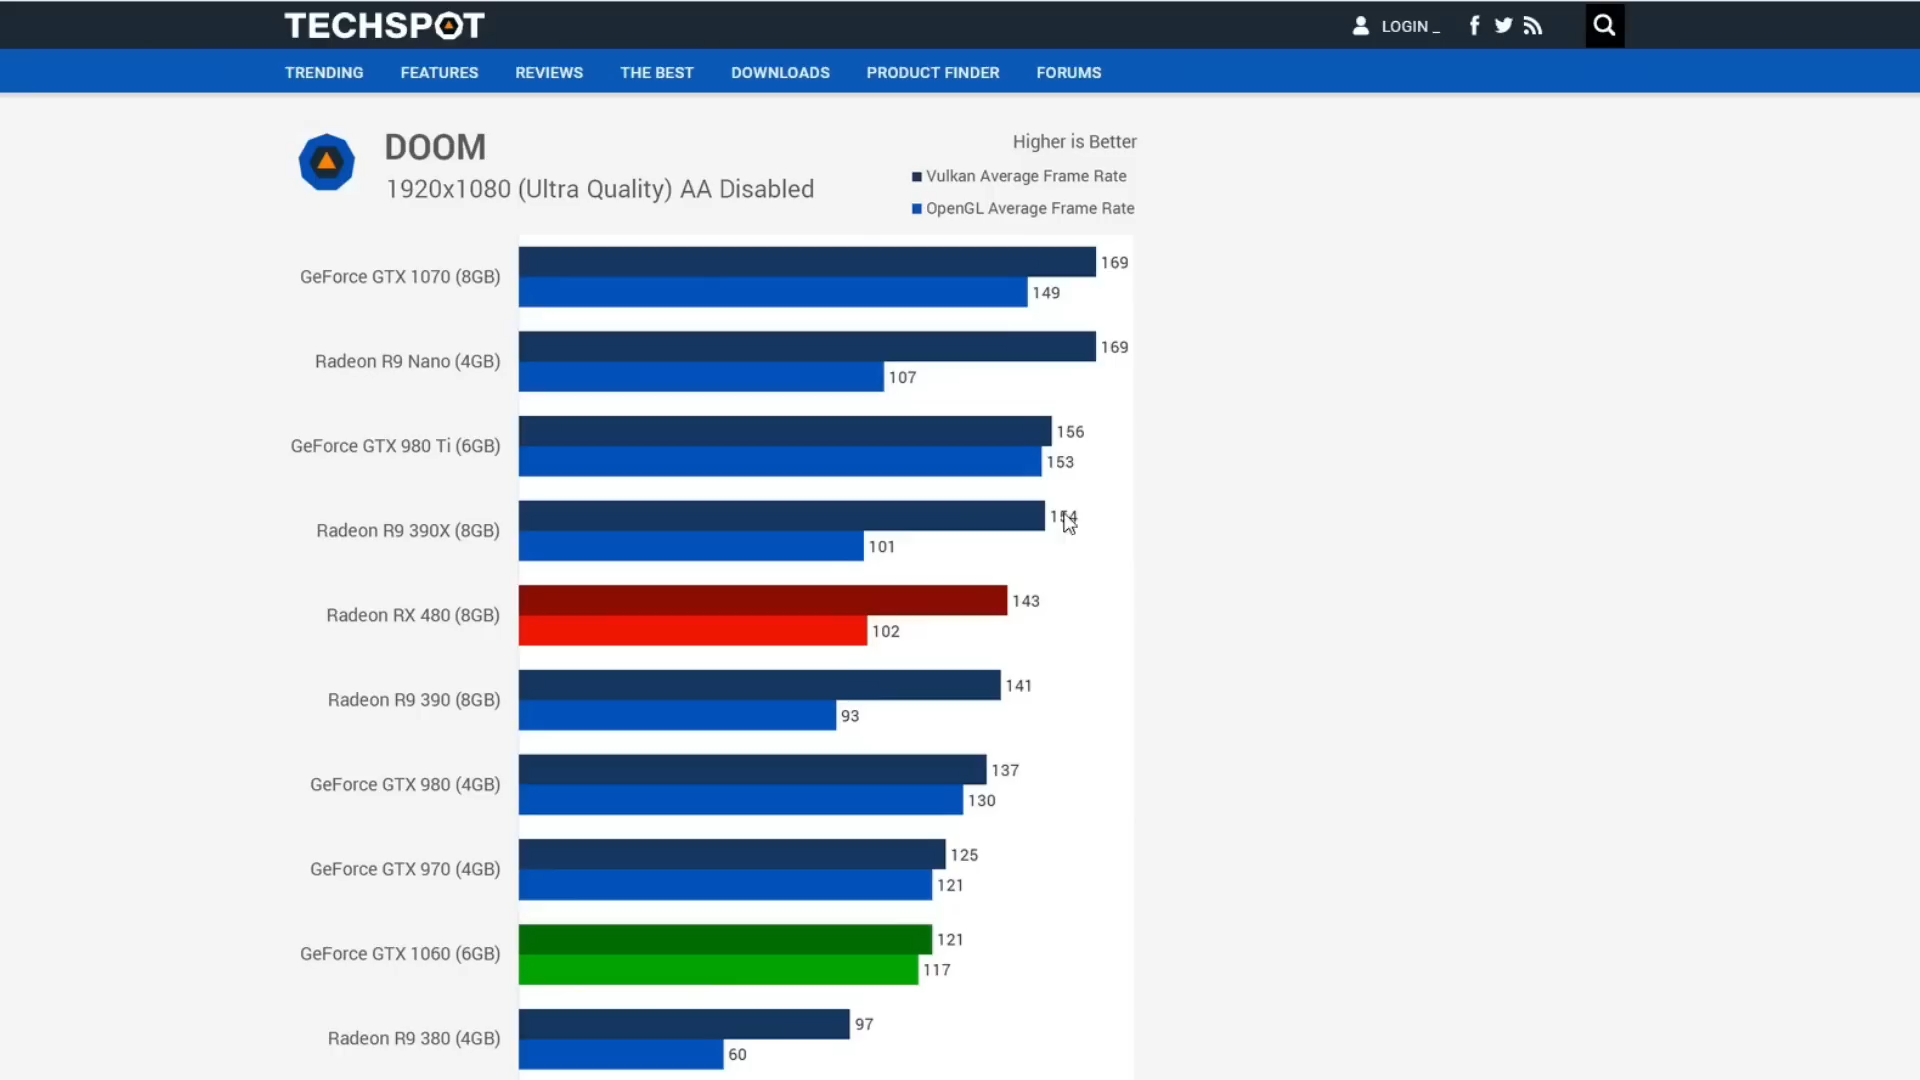 TECHSPOT
LOGIN _
TRENDING FEATURES REVIEWS THE BEST DOWNLOADS PRODUCT FINDER FORUMS
DOOM
1920x1080 (Ultra Quality) AA Disabled
Higher is Better
Vulkan Average Frame Rate
OpenGL Average Frame Rate
GeForce GTX 1070 (8GB)
169
149
Radeon R9 Nano (4GB)
169
107
GeForce GTX 980 Ti (6GB)
156
153
Radeon R9 390X (8GB)
154
101
Radeon RX 480 (8GB)
143
102
Radeon R9 390 (8GB)
141
93
GeForce GTX 980 (4GB)
137
130
GeForce GTX 970 (4GB)
125
121
GeForce GTX 1060 (6GB)
121
117
Radeon R9 380 (4GB)
97
60